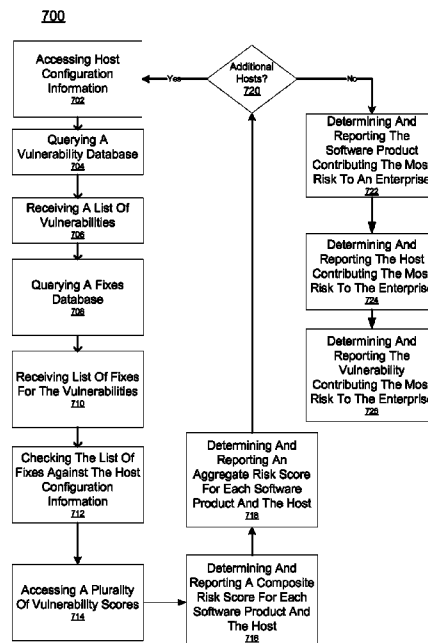 700
Accessing Host
Configuration
Information
702
Querying A
Vulnerability Database
704
Receiving A List Of
Vulnerabilities
706
Querying A Fixes
Database
708
Receiving List Of Fixes
For The Vulnerabilities
710
Checking The List Of
Fixes Against The Host
Configuration
Information
712
Accessing A Plurality
Of Vulnerability Scores
714
Determining And
Reporting A Composite
Risk Score For Each
Software Product And
The Host
716
Determining And
Reporting An
Aggregate Risk Score
For Each Software
Product And The Host
718
Additional
Hosts?
720
Yes
No
Determining And
Reporting The
Software Product
Contributing The Most
Risk To An Enterprise
722
Determining And
Reporting The Host
Contributing The Most
Risk To The Enterprise
724
Determining And
Reporting The
Vulnerability
Contributing The Most
Risk To The Enterprise
726